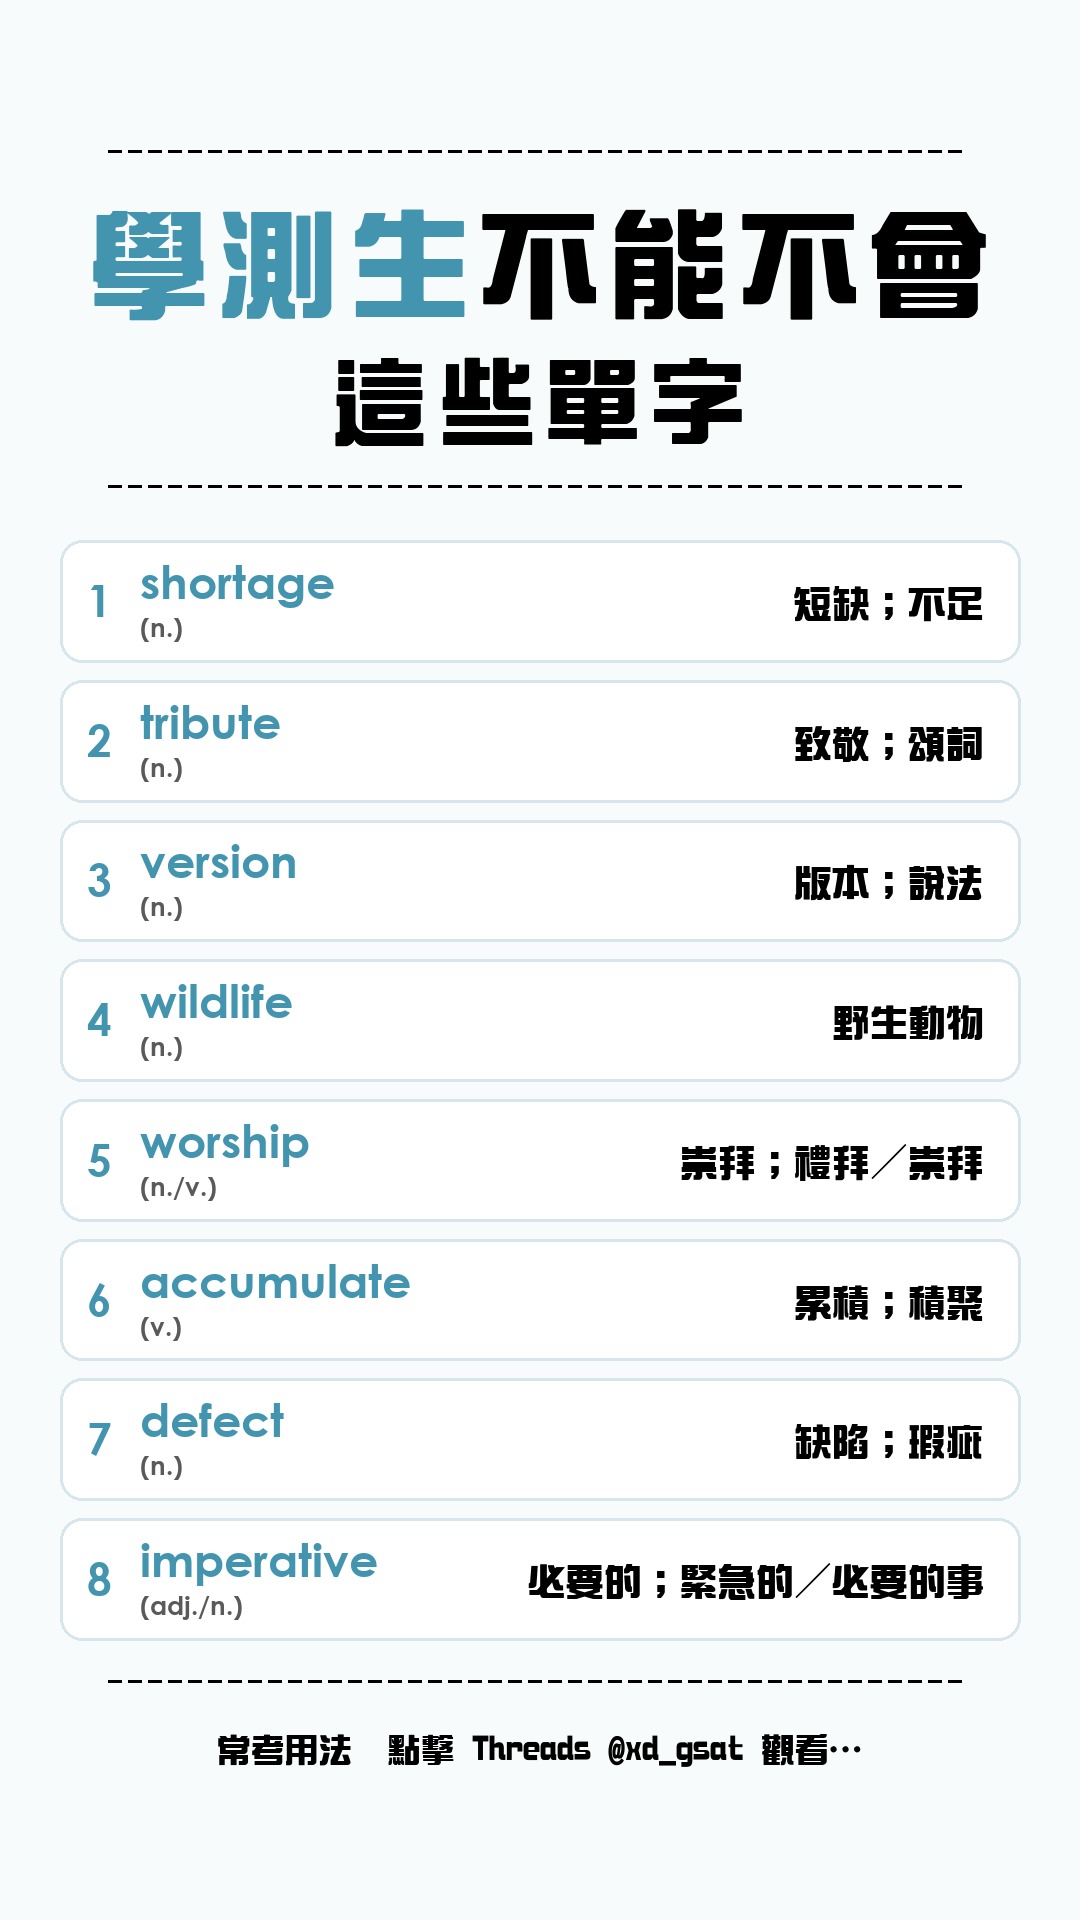 學測生不能不會
這些單字
1 shortage 短缺；不足
(n.)
2 tribute 致敬；頌詞
(n.)
3 version 版本；說法
(n.)
4 wildlife 野生動物
(n.)
5 worship 崇拜；禮拜／崇拜
(n./v.)
6 accumulate 累積；積聚
(v.)
7 defect 缺陷；瑕疵
(n.)
8 imperative 必要的；緊急的／必要的事
(adj./n.)
常考用法　點擊 Threads @xd_gsat 觀看…